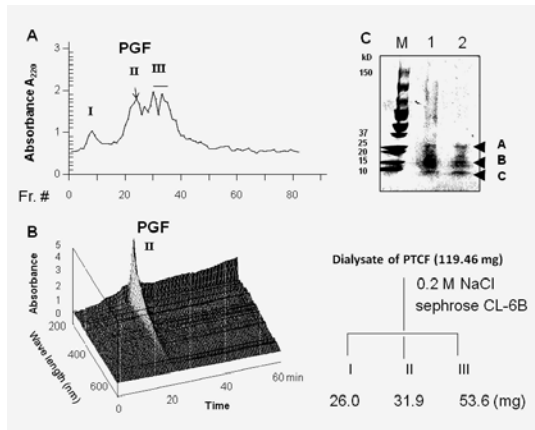 A
PGF
II
III
I
Absorbance A₂₂₀
3
2
1
0
0 20 40 60 80
Fr. #
B
PGF
II
Absorbance
5
4
3
2
1
0
200
400
600
Wave length (nm)
0 20 40 60 min
Time
C M 1 2
kD
150
37
25
20
15
10
A
B
C
Dialysate of PTCF (119.46 mg)
0.2 M NaCl
sephrose CL-6B
I II III
26.0 31.9 53.6 (mg)